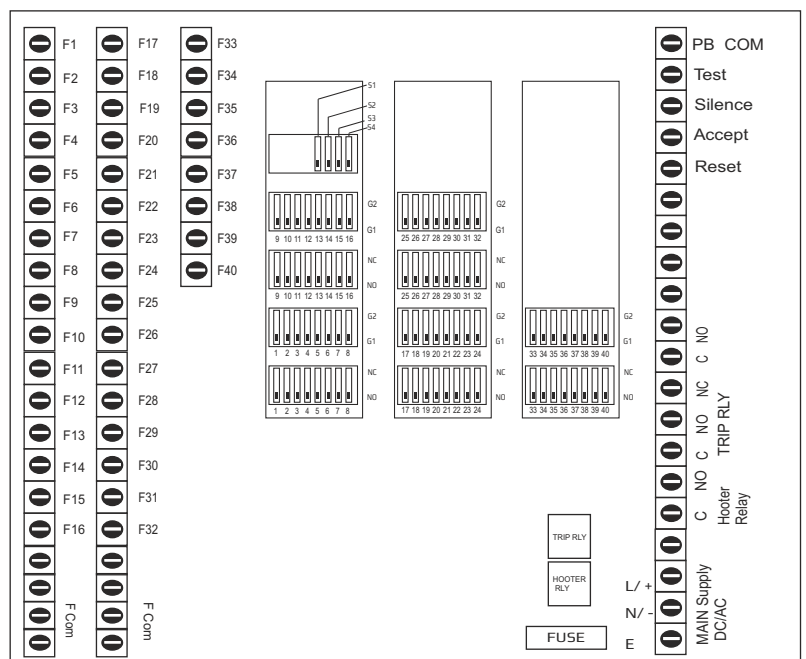 F1
F2
F3
F4
F5
F6
F7
F8
F9
F10
F11
F12
F13
F14
F15
F16
F Com
F17
F18
F19
F20
F21
F22
F23
F24
F25
F26
F27
F28
F29
F30
F31
F32
F Com
F33
F34
F35
F36
F37
F38
F39
F40
S1
S2
S3
S4
G2
G1
9 10 11 12 13 14 15 16
NC
NO
9 10 11 12 13 14 15 16
G2
G1
1 2 3 4 5 6 7 8
NC
NO
1 2 3 4 5 6 7 8
G2
G1
25 26 27 28 29 30 31 32
NC
NO
25 26 27 28 29 30 31 32
G2
G1
17 18 19 20 21 22 23 24
NC
NO
17 18 19 20 21 22 23 24
G2
G1
33 34 35 36 37 38 39 40
NC
NO
33 34 35 36 37 38 39 40
TRIP RLY
HOOTER
RLY
FUSE
PB COM
Test
Silence
Accept
Reset
NO
C
NC
NO
C
TRIP RLY
NO
C
Hooter
Relay
L/ +
N/ -
E
MAIN Supply
DC/AC